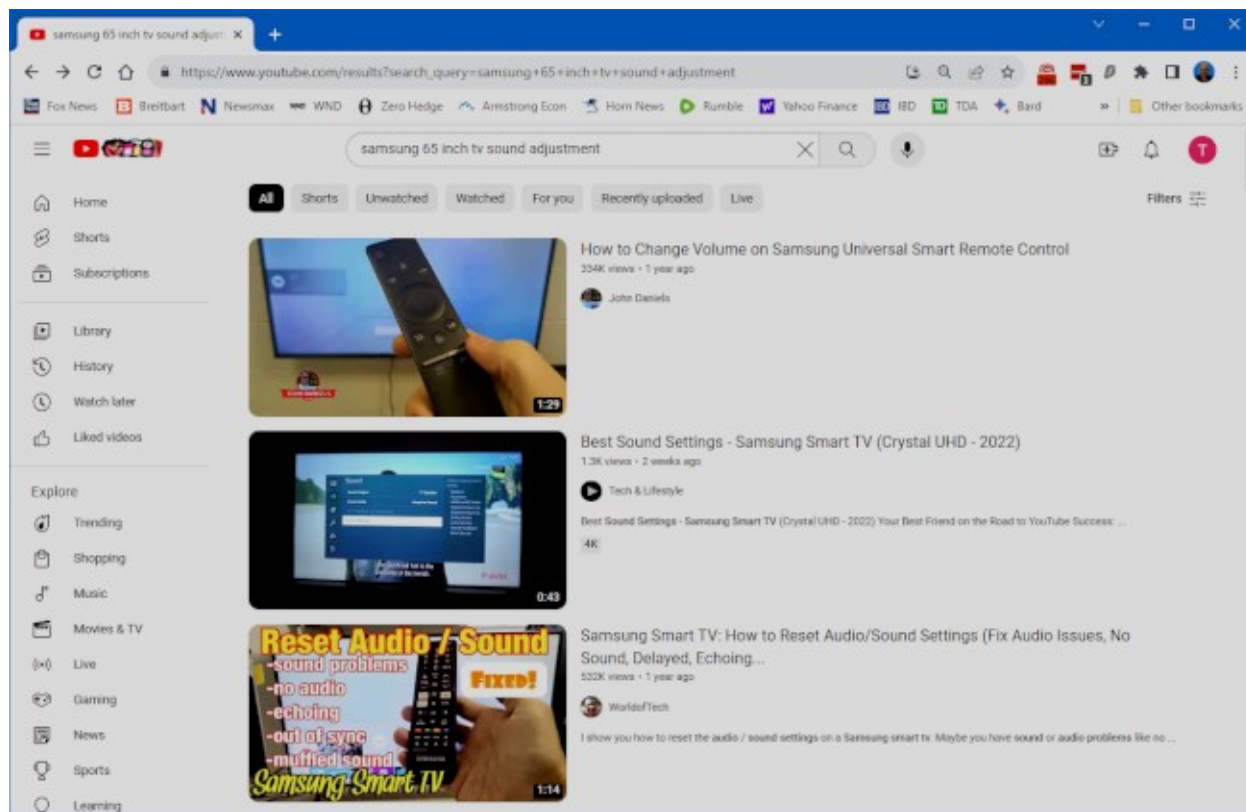 samsung 65 inch tv sound adjust
https://www.youtube.com/results?search_query=samsung+65+inch+tv+sound+adjustment
Fox News Breitbart Newsmax WND Zero Hedge Armstrong Econ Horn News Rumble Yahoo Finance IBD TDA Bard » Other bookmarks
samsung 65 inch tv sound adjustment
T
Home
Shorts
Subscriptions
Library
History
Watch later
Liked videos
Explore
Trending
Shopping
Music
Movies & TV
Live
Gaming
News
Sports
Learning
All Shorts Unwatched Watched For you Recently uploaded Live Filters
How to Change Volume on Samsung Universal Smart Remote Control
334K views • 1 year ago
John Daniels
1:29
Best Sound Settings - Samsung Smart TV (Crystal UHD - 2022)
1.3K views • 2 weeks ago
Tech & Lifestyle
Best Sound Settings - Samsung Smart TV (Crystal UHD - 2022) Your Best Friend on the Road to YouTube Success: ...
4K
Sound
0:43
Reset Audio / Sound
-sound problems
-no audio
-echoing
-out of sync
-muffled sound
FIXED!
SAMSUNG
Samsung Smart TV
1:14
Samsung Smart TV: How to Reset Audio/Sound Settings (Fix Audio Issues, No
Sound, Delayed, Echoing...
532K views • 1 year ago
WorldofTech
I show you how to reset the audio / sound settings on a Samsung smart tv. Maybe you have sound or audio problems like no ...